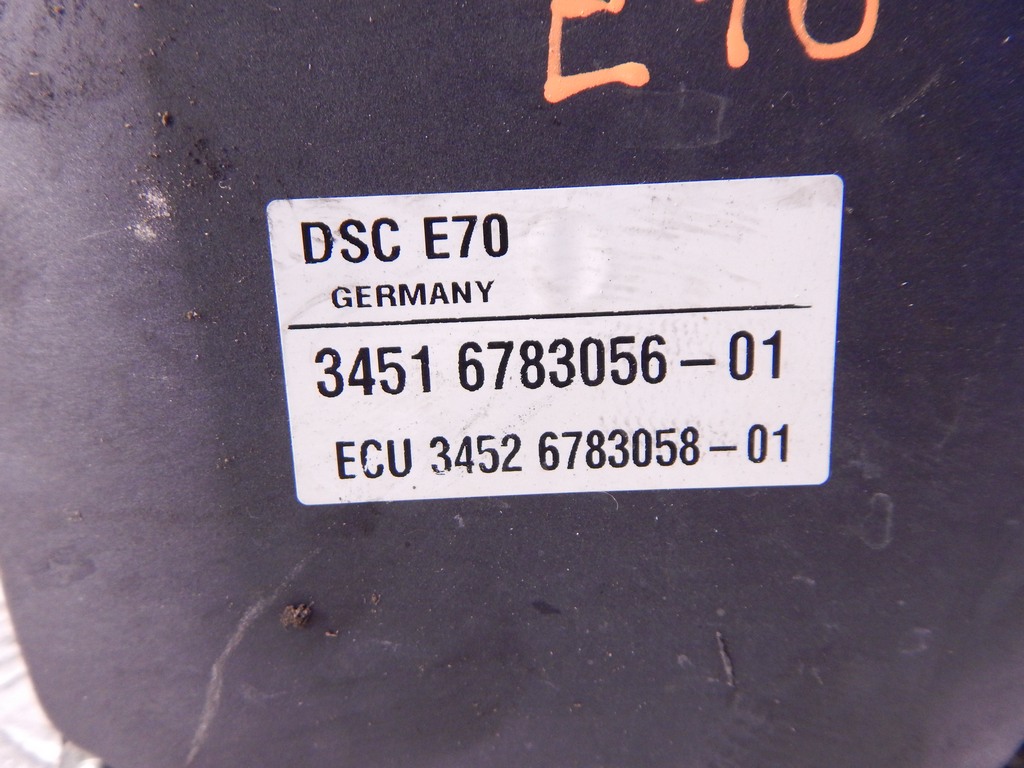 E70
DSC E70
GERMANY
3451 6783056-01
ECU 3452 6783058-01